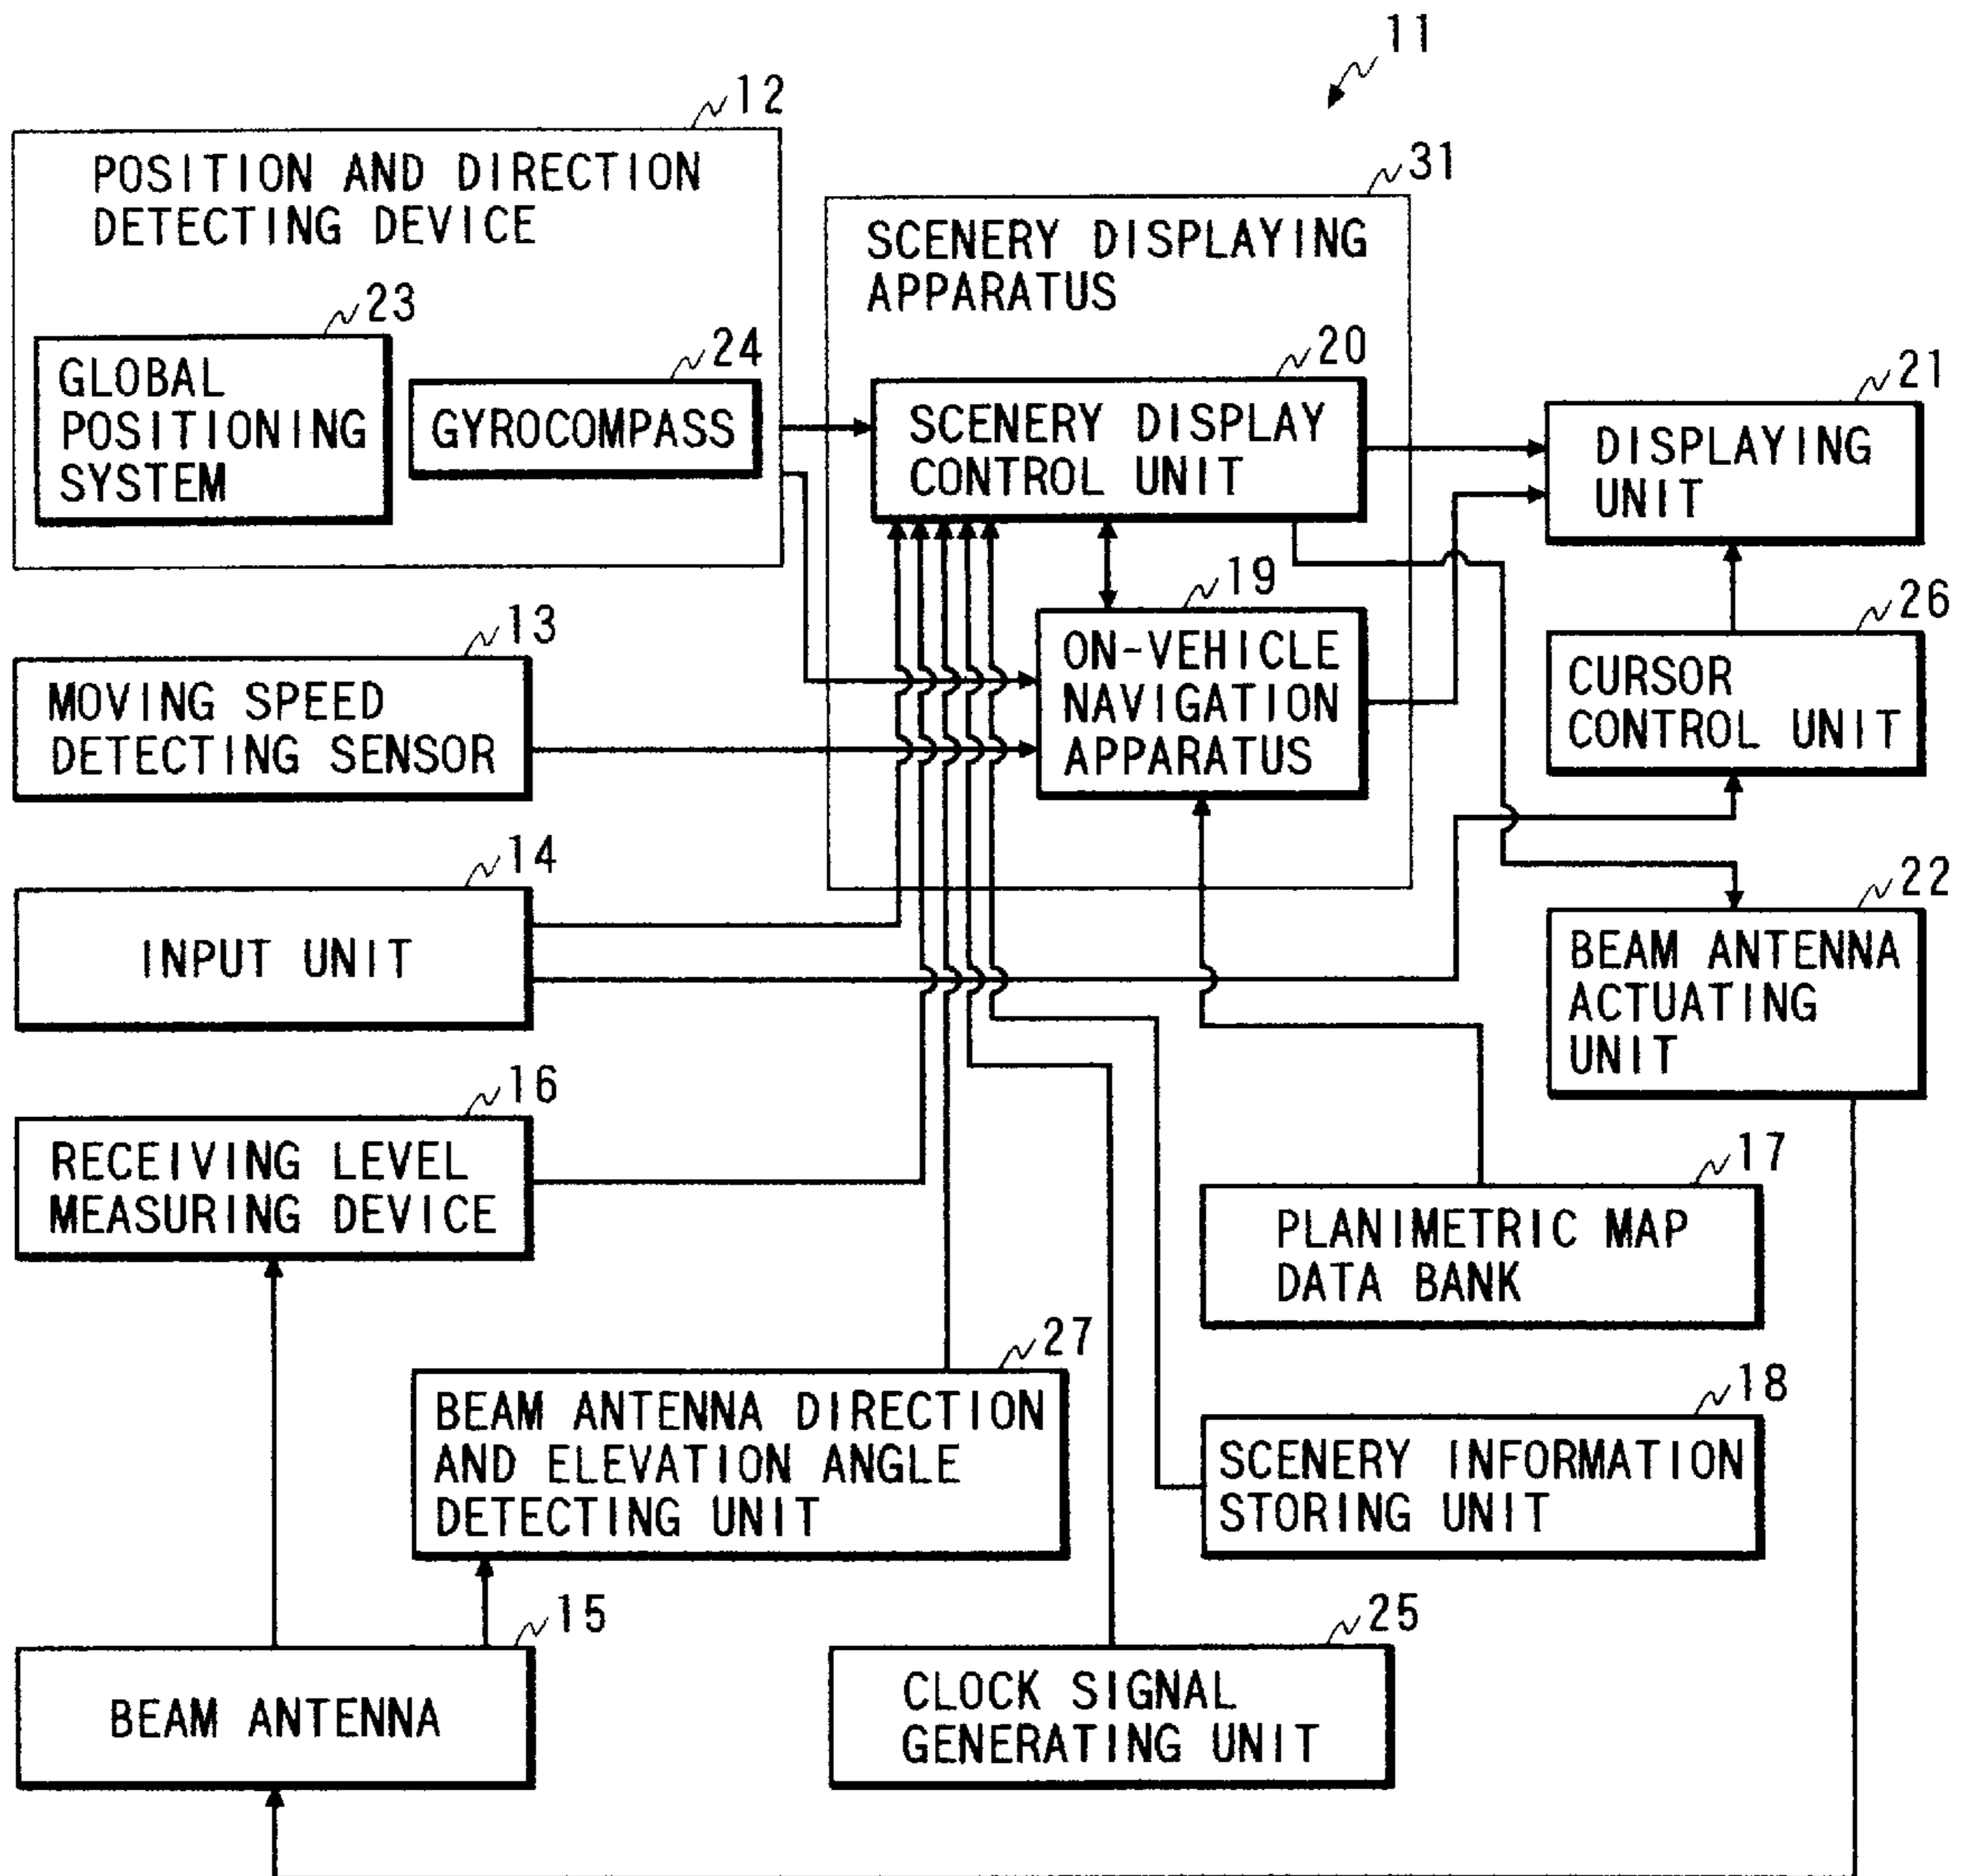 11
12
POSITION AND DIRECTION
DETECTING DEVICE
23
GLOBAL
POSITIONING
SYSTEM
24
GYROCOMPASS
31
SCENERY DISPLAYING
APPARATUS
20
SCENERY DISPLAY
CONTROL UNIT
21
DISPLAYING
UNIT
19
ON-VEHICLE
NAVIGATION
APPARATUS
26
CURSOR
CONTROL UNIT
13
MOVING SPEED
DETECTING SENSOR
14
INPUT UNIT
22
BEAM ANTENNA
ACTUATING
UNIT
16
RECEIVING LEVEL
MEASURING DEVICE
17
PLANIMETRIC MAP
DATA BANK
27
BEAM ANTENNA DIRECTION
AND ELEVATION ANGLE
DETECTING UNIT
18
SCENERY INFORMATION
STORING UNIT
15
BEAM ANTENNA
25
CLOCK SIGNAL
GENERATING UNIT